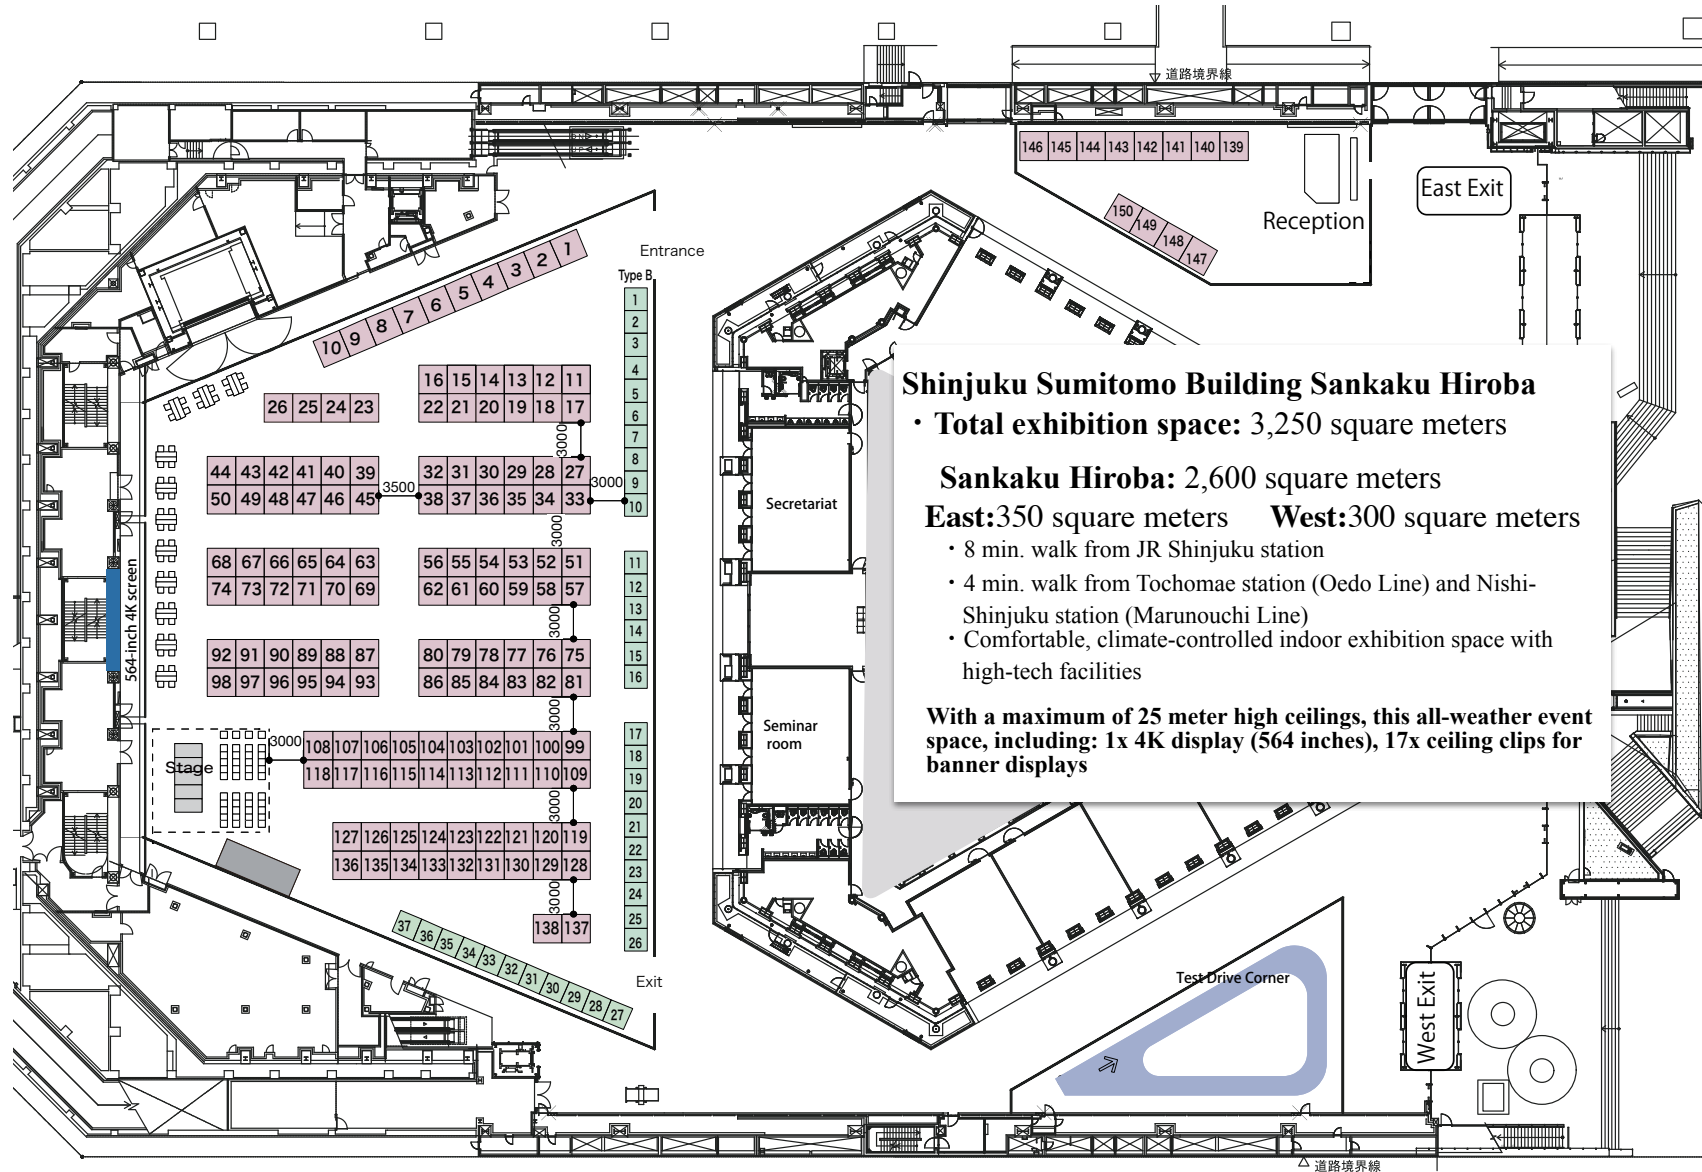 道路境界線
146 145 144 143 142 141 140 139
150
149
148
147
Reception
East Exit
Entrance
Type B
10 9 8 7 6 5 4 3 2 1
1
2
3
4
5
6
7
8
9
10
16 15 14 13 12 11
26 25 24 23
22 21 20 19 18 17
3000
44 43 42 41 40 39
32 31 30 29 28 27
3500
3000
50 49 48 47 46 45
38 37 36 35 34 33
3000
68 67 66 65 64 63
56 55 54 53 52 51
74 73 72 71 70 69
62 61 60 59 58 57
3000
11
12
13
14
15
16
92 91 90 89 88 87
80 79 78 77 76 75
98 97 96 95 94 93
86 85 84 83 82 81
3000
564-inch 4K screen
Stage
3000
108 107 106 105 104 103 102 101 100 99
118 117 116 115 114 113 112 111 110 109
3000
127 126 125 124 123 122 121 120 119
136 135 134 133 132 131 130 129 128
3000
138 137
17
18
19
20
21
22
23
24
25
26
37 36 35 34 33 32 31 30 29 28 27
Exit
Secretariat
Seminar
room
Shinjuku Sumitomo Building Sankaku Hiroba
・Total exhibition space: 3,250 square meters
Sankaku Hiroba: 2,600 square meters
East:350 square meters West:300 square meters
・8 min. walk from JR Shinjuku station
・4 min. walk from Tochomae station (Oedo Line) and Nishi-
Shinjuku station (Marunouchi Line)
・Comfortable, climate-controlled indoor exhibition space with
high-tech facilities
With a maximum of 25 meter high ceilings, this all-weather event
space, including: 1x 4K display (564 inches), 17x ceiling clips for
banner displays
Test Drive Corner
West Exit
道路境界線